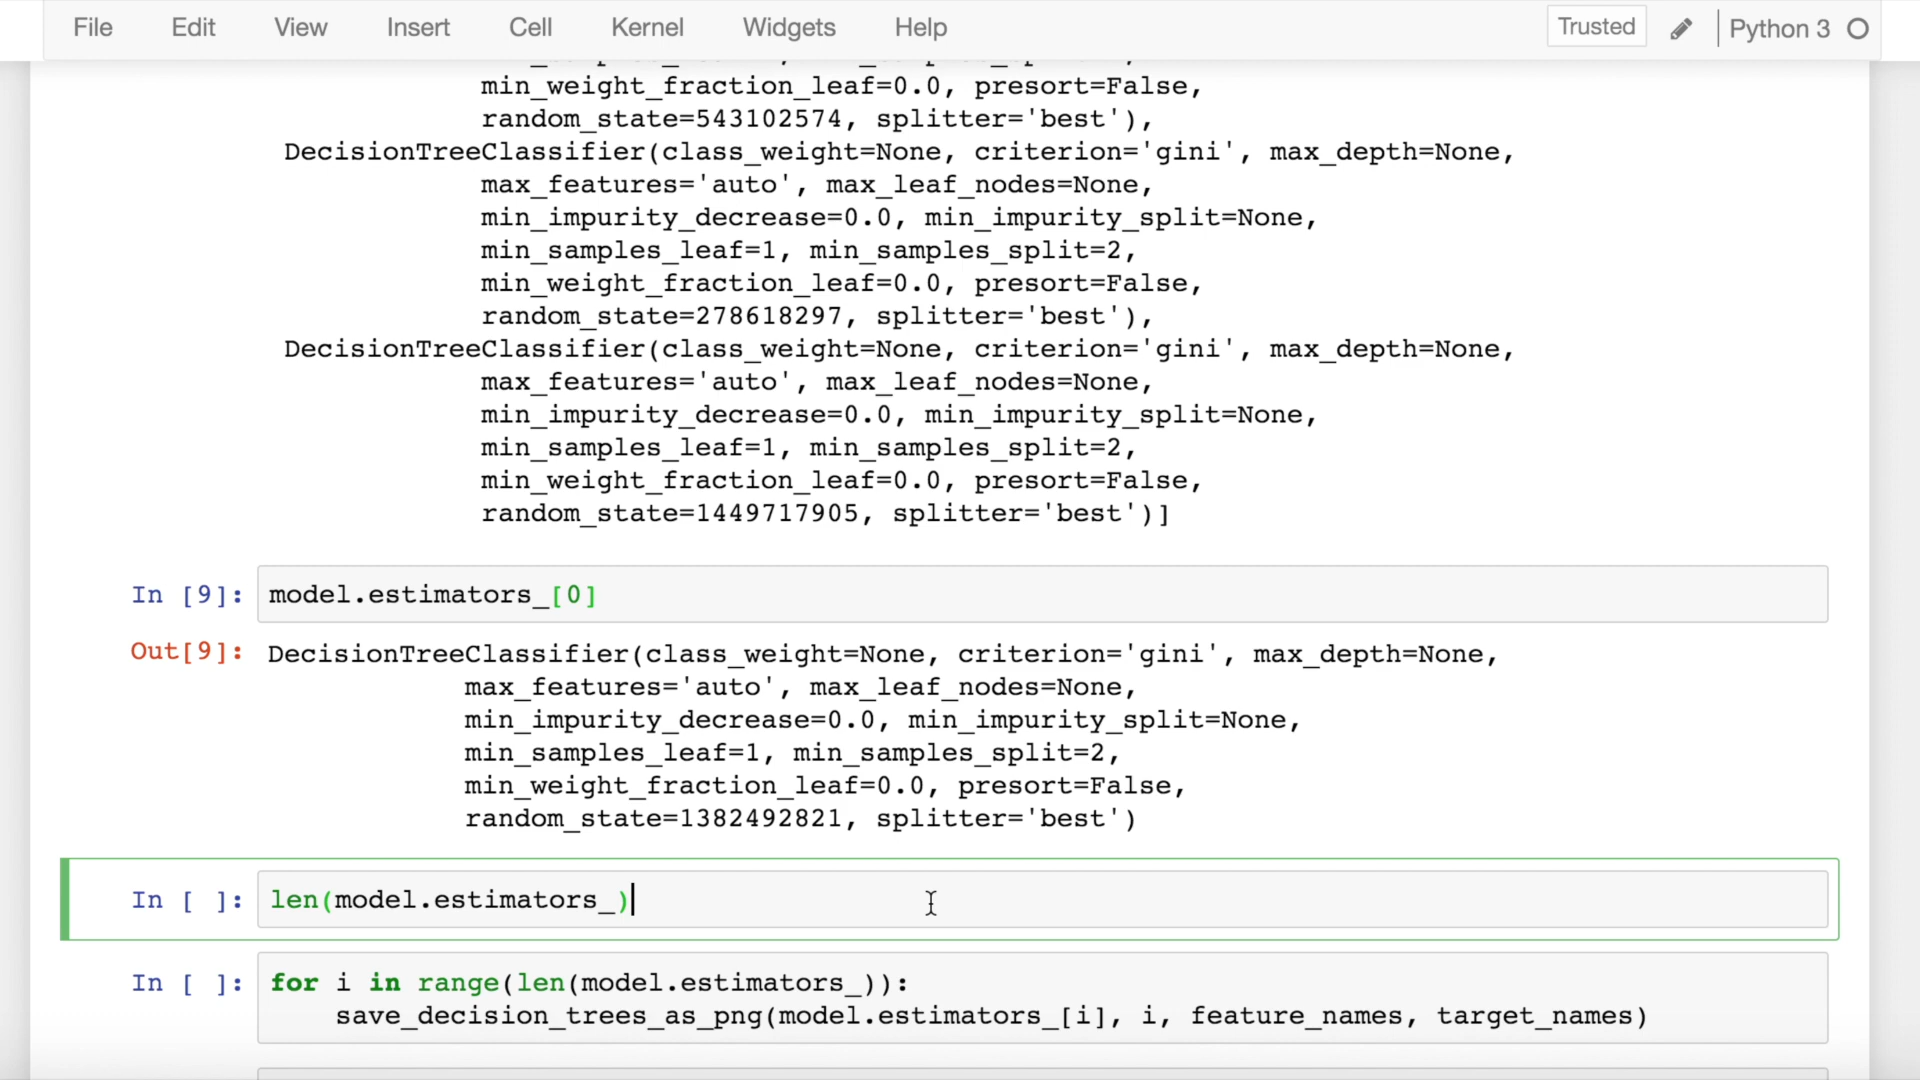 File Edit View Insert Cell Kernel Widgets Help Trusted Python 3
min_weight_fraction_leaf=0.0, presort=False,
random_state=543102574, splitter='best'),
DecisionTreeClassifier(class_weight=None, criterion='gini', max_depth=None,
max_features='auto', max_leaf_nodes=None,
min_impurity_decrease=0.0, min_impurity_split=None,
min_samples_leaf=1, min_samples_split=2,
min_weight_fraction_leaf=0.0, presort=False,
random_state=278618297, splitter='best'),
DecisionTreeClassifier(class_weight=None, criterion='gini', max_depth=None,
max_features='auto', max_leaf_nodes=None,
min_impurity_decrease=0.0, min_impurity_split=None,
min_samples_leaf=1, min_samples_split=2,
min_weight_fraction_leaf=0.0, presort=False,
random_state=1449717905, splitter='best')]
In [9]: model.estimators_[0]
Out[9]: DecisionTreeClassifier(class_weight=None, criterion='gini', max_depth=None,
max_features='auto', max_leaf_nodes=None,
min_impurity_decrease=0.0, min_impurity_split=None,
min_samples_leaf=1, min_samples_split=2,
min_weight_fraction_leaf=0.0, presort=False,
random_state=1382492821, splitter='best')
In [ ]: len(model.estimators_)
In [ ]: for i in range(len(model.estimators_)):
save_decision_trees_as_png(model.estimators_[i], i, feature_names, target_names)